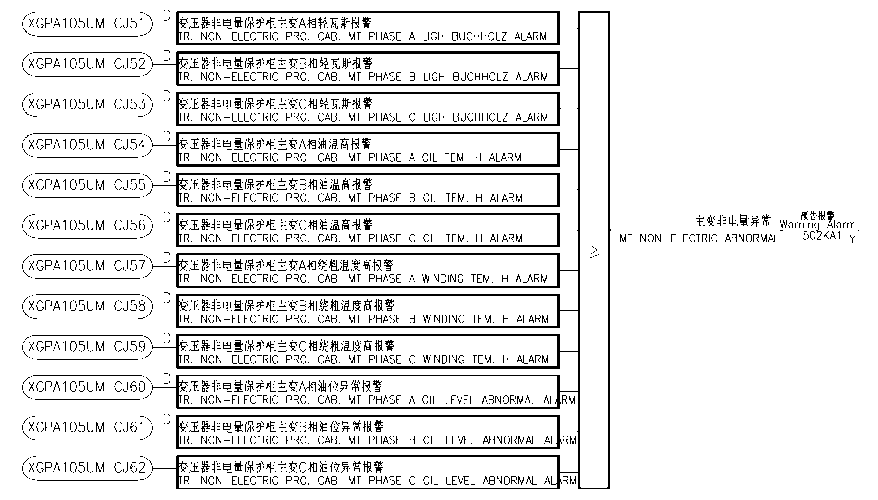 XGPA105UM CJ51
变压器非电量保护柜主变A相轻瓦斯报警
TR. NON-ELECTRIC PRO. CAB. MT PHASE A LIGH BUCHHOLZ ALARM
XGPA105UM CJ52
变压器非电量保护柜主变B相轻瓦斯报警
TR. NON-ELECTRIC PRO. CAB. MT PHASE B LIGH BUCHHOLZ ALARM
XGPA105UM CJ53
变压器非电量保护柜主变C相轻瓦斯报警
TR. NON-ELECTRIC PRO. CAB. MT PHASE C LIGH BUCHHOLZ ALARM
XGPA105UM CJ54
变压器非电量保护柜主变A相油温高报警
TR. NON-ELECTRIC PRO. CAB. MT PHASE A OIL TEM. H ALARM
XGPA105UM CJ55
变压器非电量保护柜主变B相油温高报警
TR. NON-ELECTRIC PRO. CAB. MT PHASE B OIL TEM. H ALARM
XGPA105UM CJ56
变压器非电量保护柜主变C相油温高报警
TR. NON-ELECTRIC PRO. CAB. MT PHASE C OIL TEM. H ALARM
XGPA105UM CJ57
变压器非电量保护柜主变A相绕组温度高报警
TR. NON-ELECTRIC PRO. CAB. MT PHASE A WINDING TEM. H ALARM
XGPA105UM CJ58
变压器非电量保护柜主变B相绕组温度高报警
TR. NON-ELECTRIC PRO. CAB. MT PHASE B WINDING TEM. H ALARM
XGPA105UM CJ59
变压器非电量保护柜主变C相绕组温度高报警
TR. NON-ELECTRIC PRO. CAB. MT PHASE C WINDING TEM. H ALARM
XGPA105UM CJ60
变压器非电量保护柜主变A相油位异常报警
TR. NON-ELECTRIC PRO. CAB. MT PHASE A OIL LEVEL ABNORMAL ALARM
XGPA105UM CJ61
变压器非电量保护柜主变B相油位异常报警
TR. NON-ELECTRIC PRO. CAB. MT PHASE B OIL LEVEL ABNORMAL ALARM
XGPA105UM CJ62
变压器非电量保护柜主变C相油位异常报警
TR. NON-ELECTRIC PRO. CAB. MT PHASE C OIL LEVEL ABNORMAL ALARM
≥
主变非电量异常
MT NON ELECTRIC ABNORMAL
预告报警
Warning Alarm
502KA1 Y